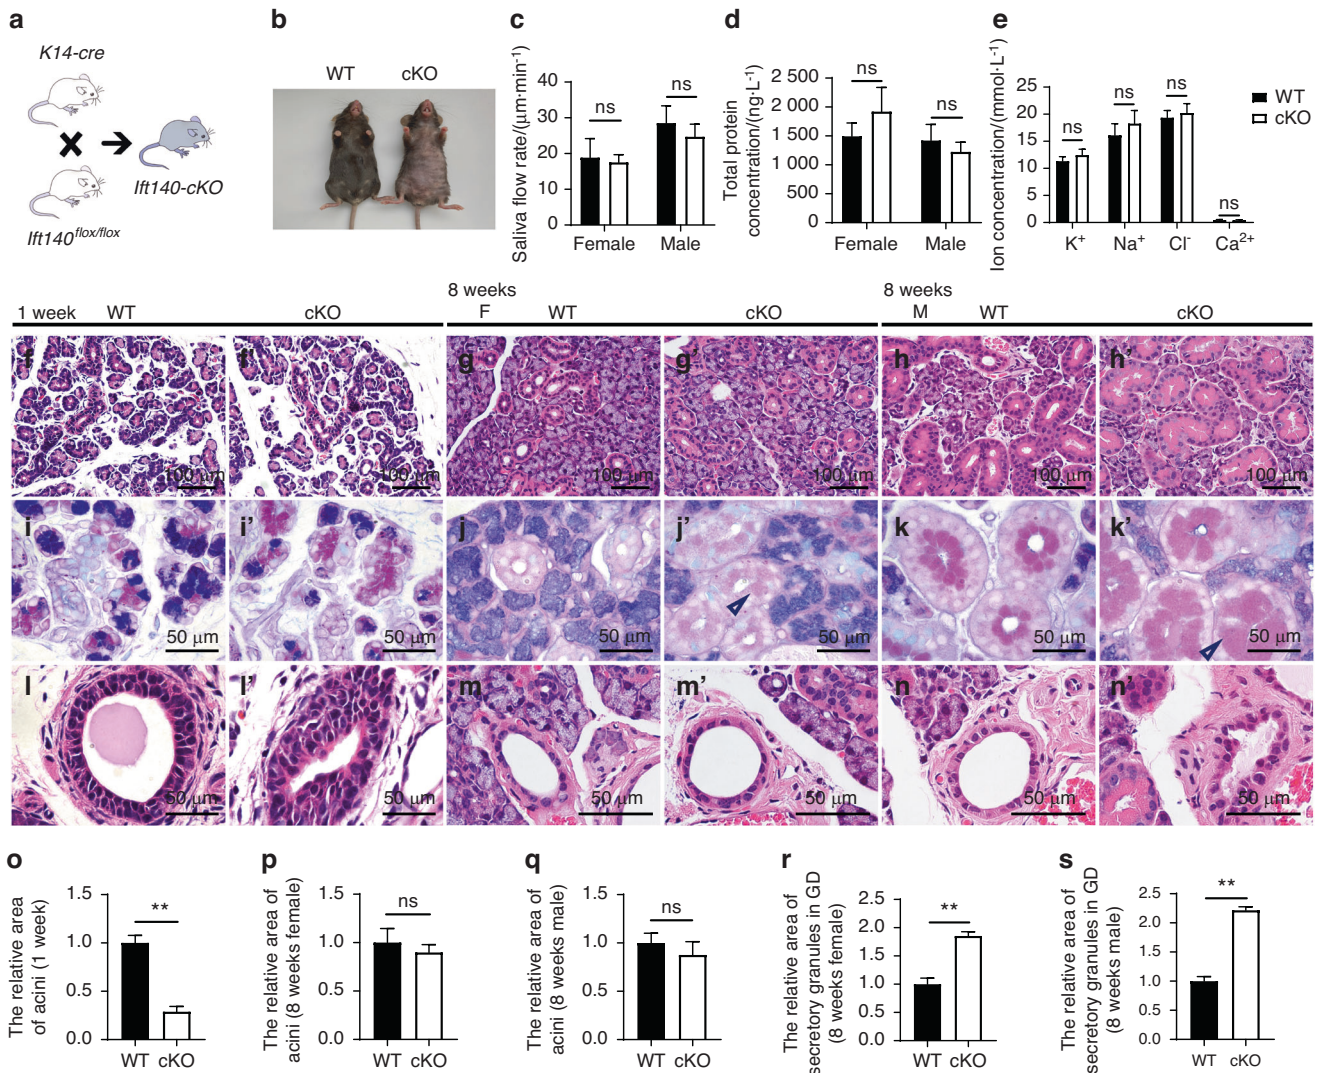 a
K14-cre
Ift140-cKO
Ift140flox/flox
b
WT cKO
c
Saliva flow rate/(μm·min-1)
40
30
20
10
0
ns
ns
Female Male
d
Total protein
concentration/(ng·L-1)
2 500
2 000
1 500
1 000
500
0
ns
ns
Female Male
e
Ion concentration/(mmol·L-1)
25
20
15
10
5
0
ns
ns
ns
ns
K+ Na+ Cl- Ca2+
WT
cKO
1 week WT cKO
8 weeks
F WT cKO
8 weeks
M WT cKO
f
100 μm
f'
100 μm
g
100 μm
g'
100 μm
h
100 μm
h'
100 μm
i
50 μm
i'
50 μm
j
50 μm
j'
50 μm
k
50 μm
k'
50 μm
l
50 μm
l'
50 μm
m
50 μm
m'
50 μm
n
50 μm
n'
50 μm
o
The relative area
of acini (1 week)
1.5
1.0
0.5
0.0
**
WT cKO
p
The relative area of
acini (8 weeks female)
1.5
1.0
0.5
0.0
ns
WT cKO
q
The relative area of
acini (8 weeks male)
1.5
1.0
0.5
0.0
ns
WT cKO
r
The relative area of
secretory granules in GD
(8 weeks female)
2.5
2.0
1.5
1.0
0.5
0.0
**
WT cKO
s
The relative area of
secretory granules in GD
(8 weeks male)
2.5
2.0
1.5
1.0
0.5
0.0
**
WT cKO